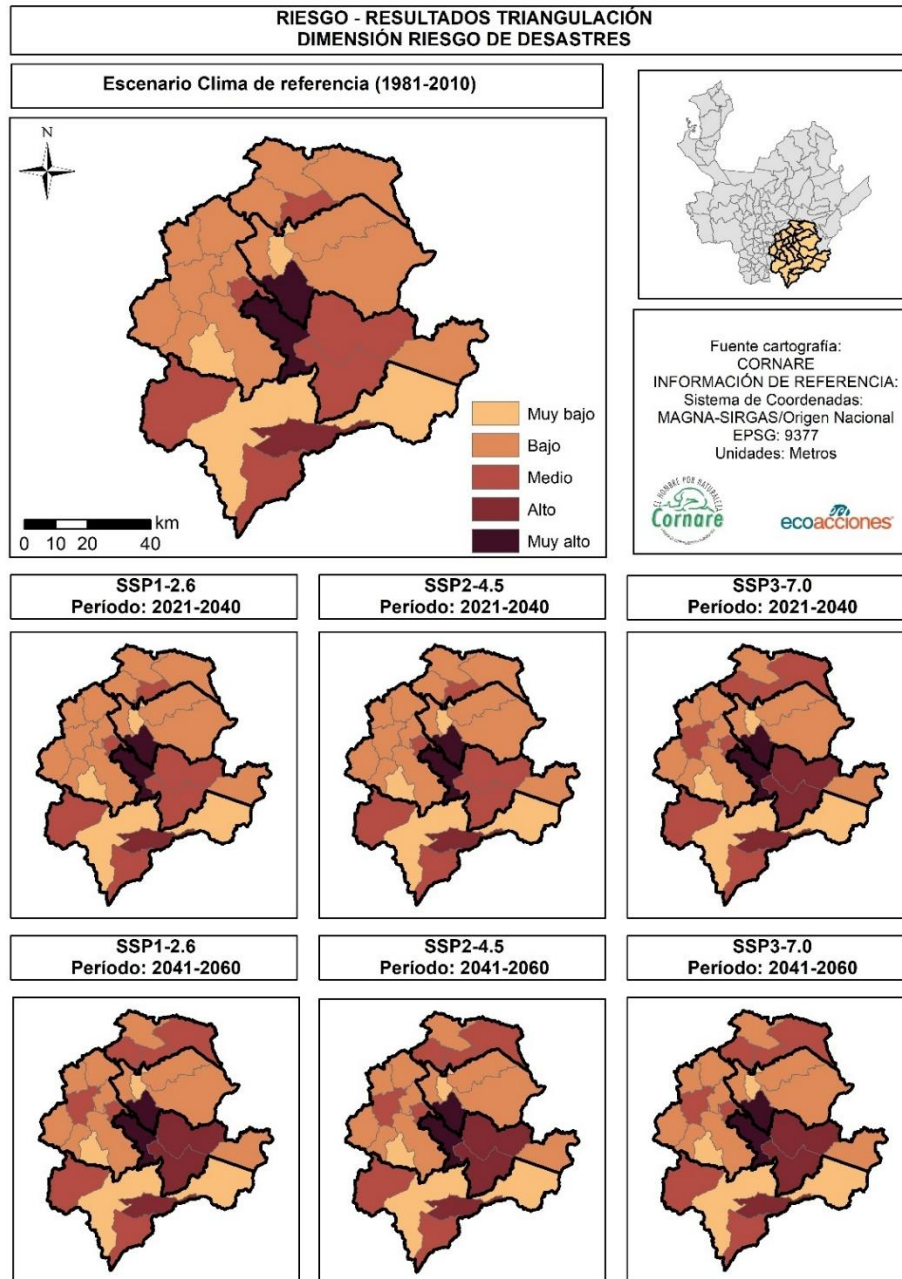 RIESGO - RESULTADOS TRIANGULACIÓN
DIMENSIÓN RIESGO DE DESASTRES
Escenario Clima de referencia (1981-2010)
N
Muy bajo
Bajo
Medio
Alto
Muy alto
km
0 10 20 40
Fuente cartografía:
CORNARE
INFORMACIÓN DE REFERENCIA:
Sistema de Coordenadas:
MAGNA-SIRGAS/Origen Nacional
EPSG: 9377
Unidades: Metros
EL HOMBRE POR NATURALEZA
Cornare
ecoacciones
SSP1-2.6
Período: 2021-2040
SSP2-4.5
Período: 2021-2040
SSP3-7.0
Período: 2021-2040
SSP1-2.6
Período: 2041-2060
SSP2-4.5
Período: 2041-2060
SSP3-7.0
Período: 2041-2060